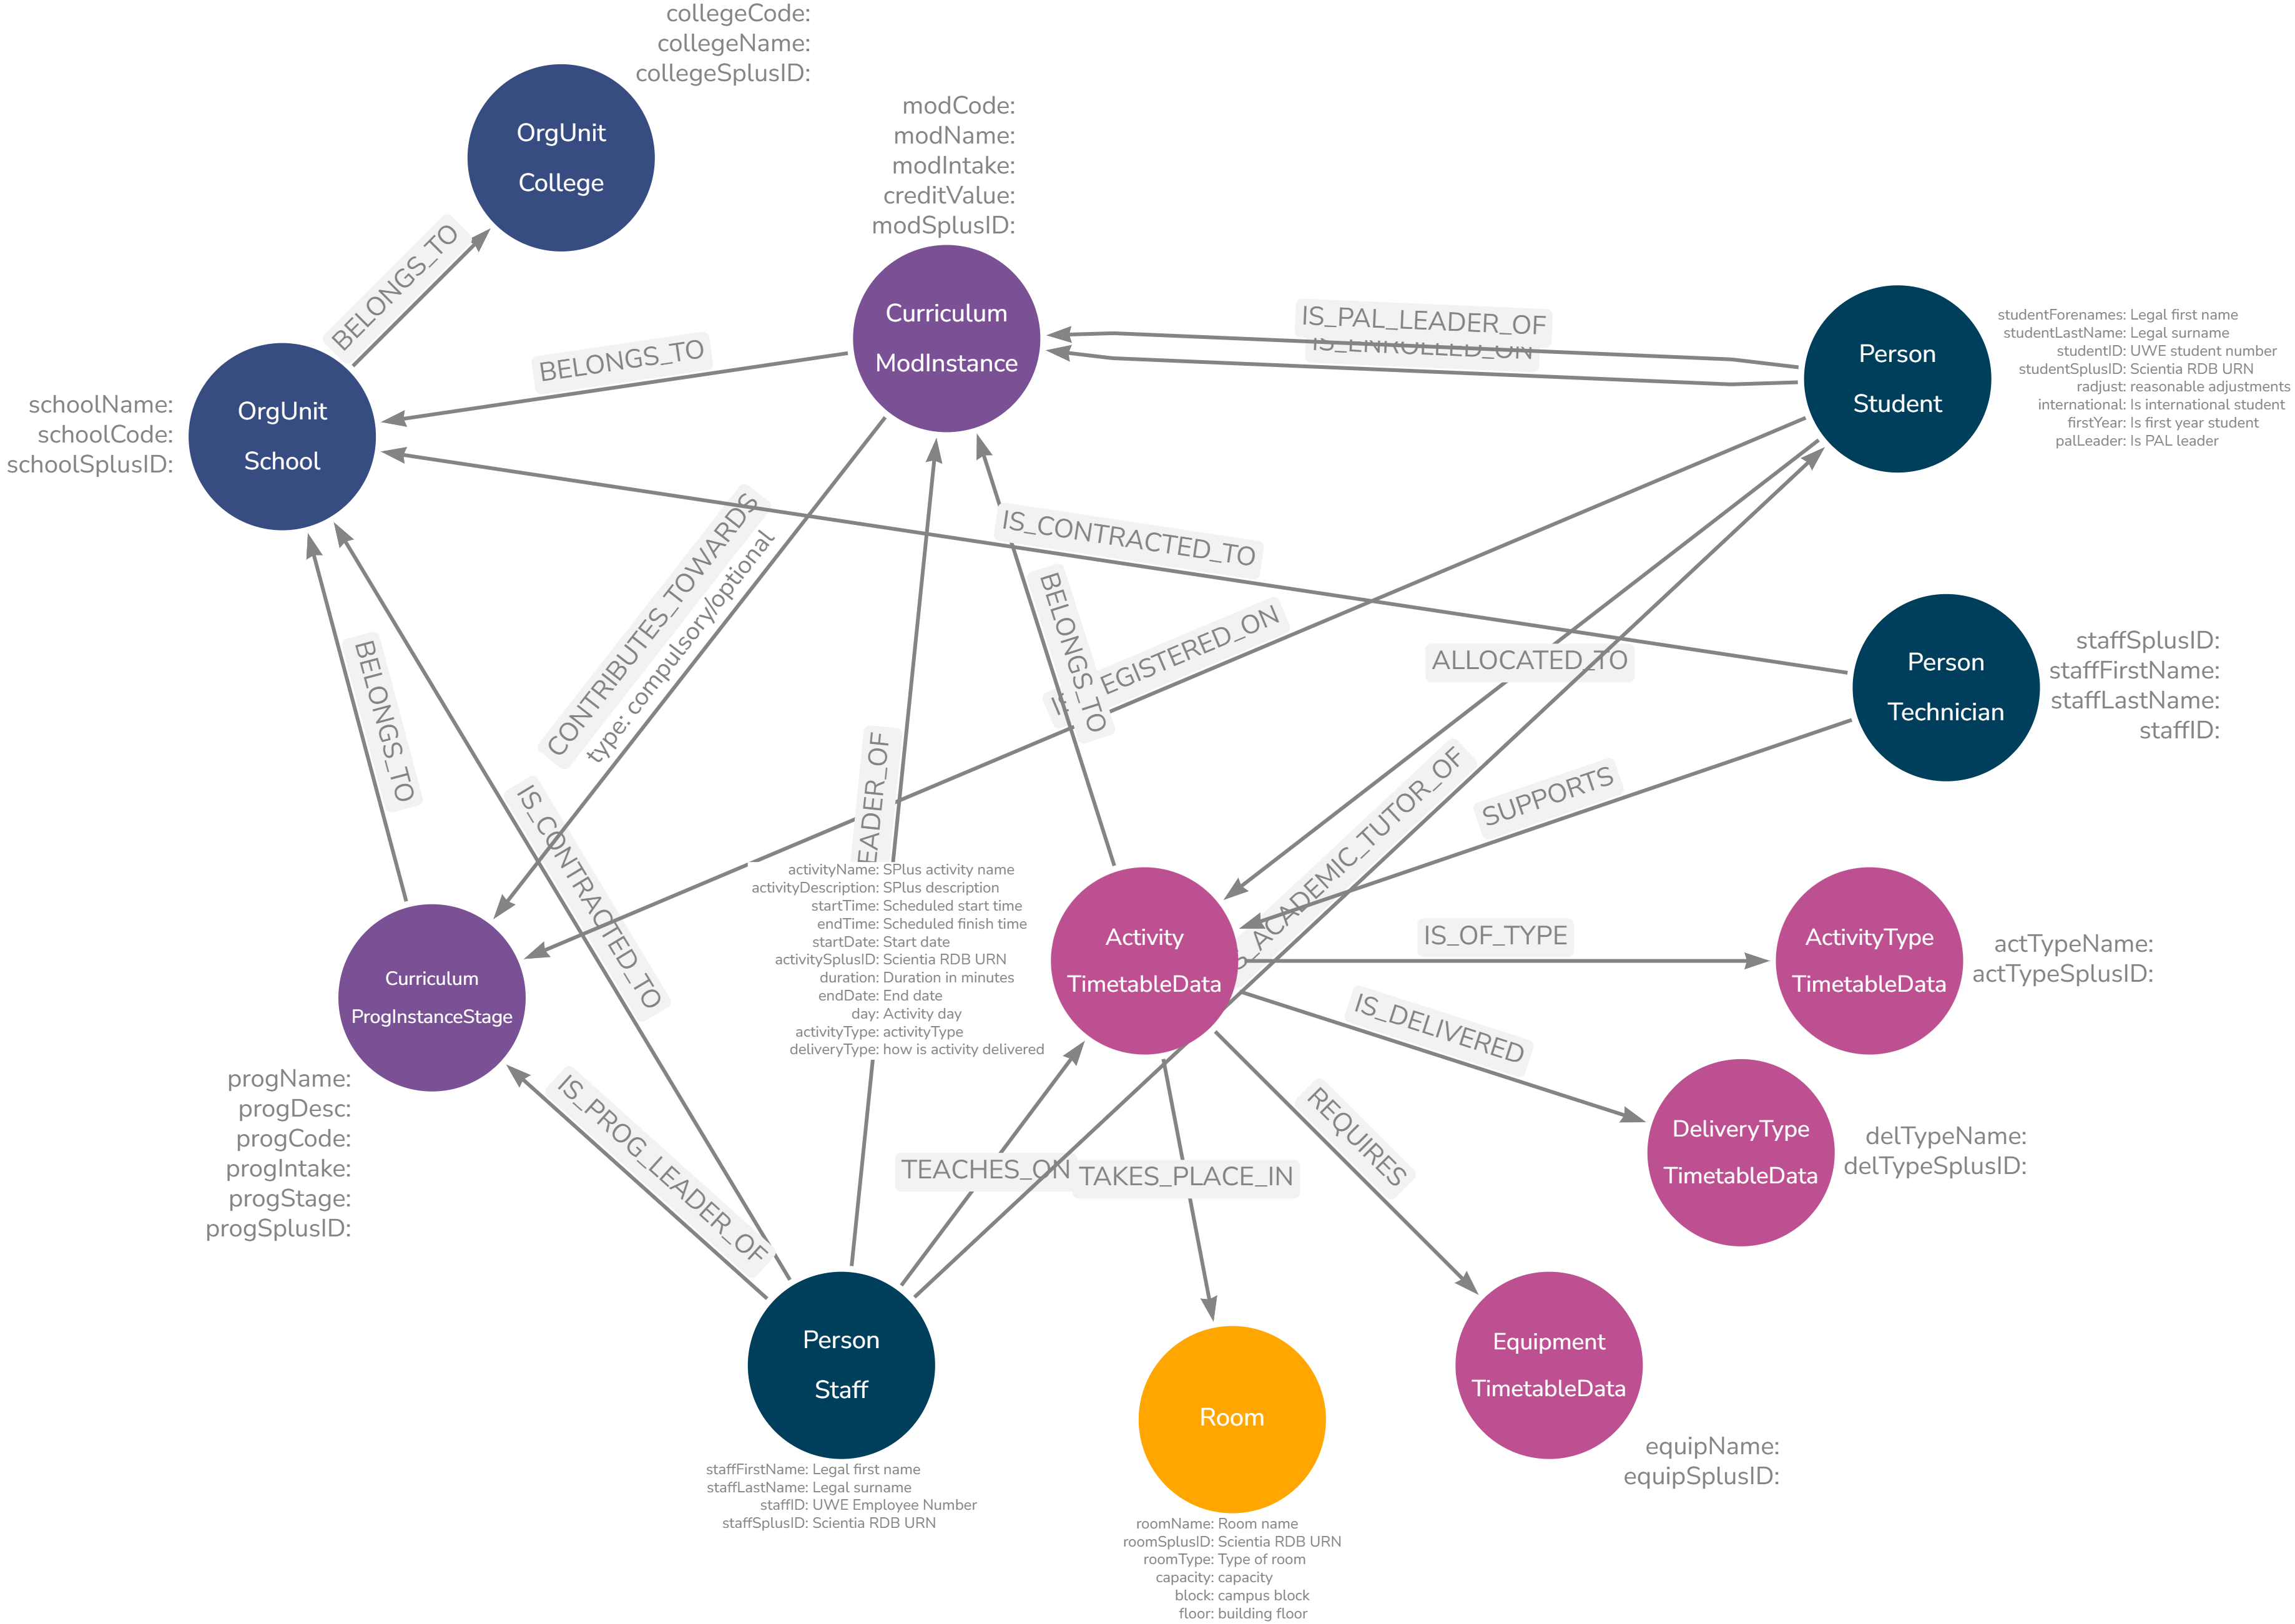 collegeCode:
collegeName:
collegeSplusID:
OrgUnit
College
modCode:
modName:
modIntake:
creditValue:
modSplusID:
BELONGS_TO
Curriculum
ModInstance
IS_PAL_LEADER_OF
IS_ENROLLED_ON
Person
Student
studentForenames: Legal first name
studentLastName: Legal surname
studentID: UWE student number
studentSplusID: Scientia RDB URN
radjust: reasonable adjustments
international: Is international student
firstYear: Is first year student
palLeader: Is PAL leader
BELONGS_TO
schoolName:
schoolCode:
schoolSplusID:
OrgUnit
School
CONTRIBUTES_TOWARDS
type: compulsory/optional
IS_CONTRACTED_TO
BELONGS_TO
EGISTERED_ON
ALLOCATED_TO
Person
Technician
staffSplusID:
staffFirstName:
staffLastName:
staffID:
BELONGS_TO
IS_CONTRACTED_TO
EADER_OF
S_ACADEMIC_TUTOR_OF
SUPPORTS
activityName: SPlus activity name
activityDescription: SPlus description
startTime: Scheduled start time
endTime: Scheduled finish time
startDate: Start date
activitySplusID: Scientia RDB URN
duration: Duration in minutes
endDate: End date
day: Activity day
activityType: activityType
deliveryType: how is activity delivered
Activity
TimetableData
IS_OF_TYPE
ActivityType
TimetableData
actTypeName:
actTypeSplusID:
Curriculum
ProgInstanceStage
IS_DELIVERED
progName:
progDesc:
progCode:
progIntake:
progStage:
progSplusID:
IS_PROG_LEADER_OF
TEACHES_ON
TAKES_PLACE_IN
REQUIRES
DeliveryType
TimetableData
delTypeName:
delTypeSplusID:
Person
Staff
staffFirstName: Legal first name
staffLastName: Legal surname
staffID: UWE Employee Number
staffSplusID: Scientia RDB URN
Room
roomName: Room name
roomSplusID: Scientia RDB URN
roomType: Type of room
capacity: capacity
block: campus block
floor: building floor
Equipment
TimetableData
equipName:
equipSplusID: